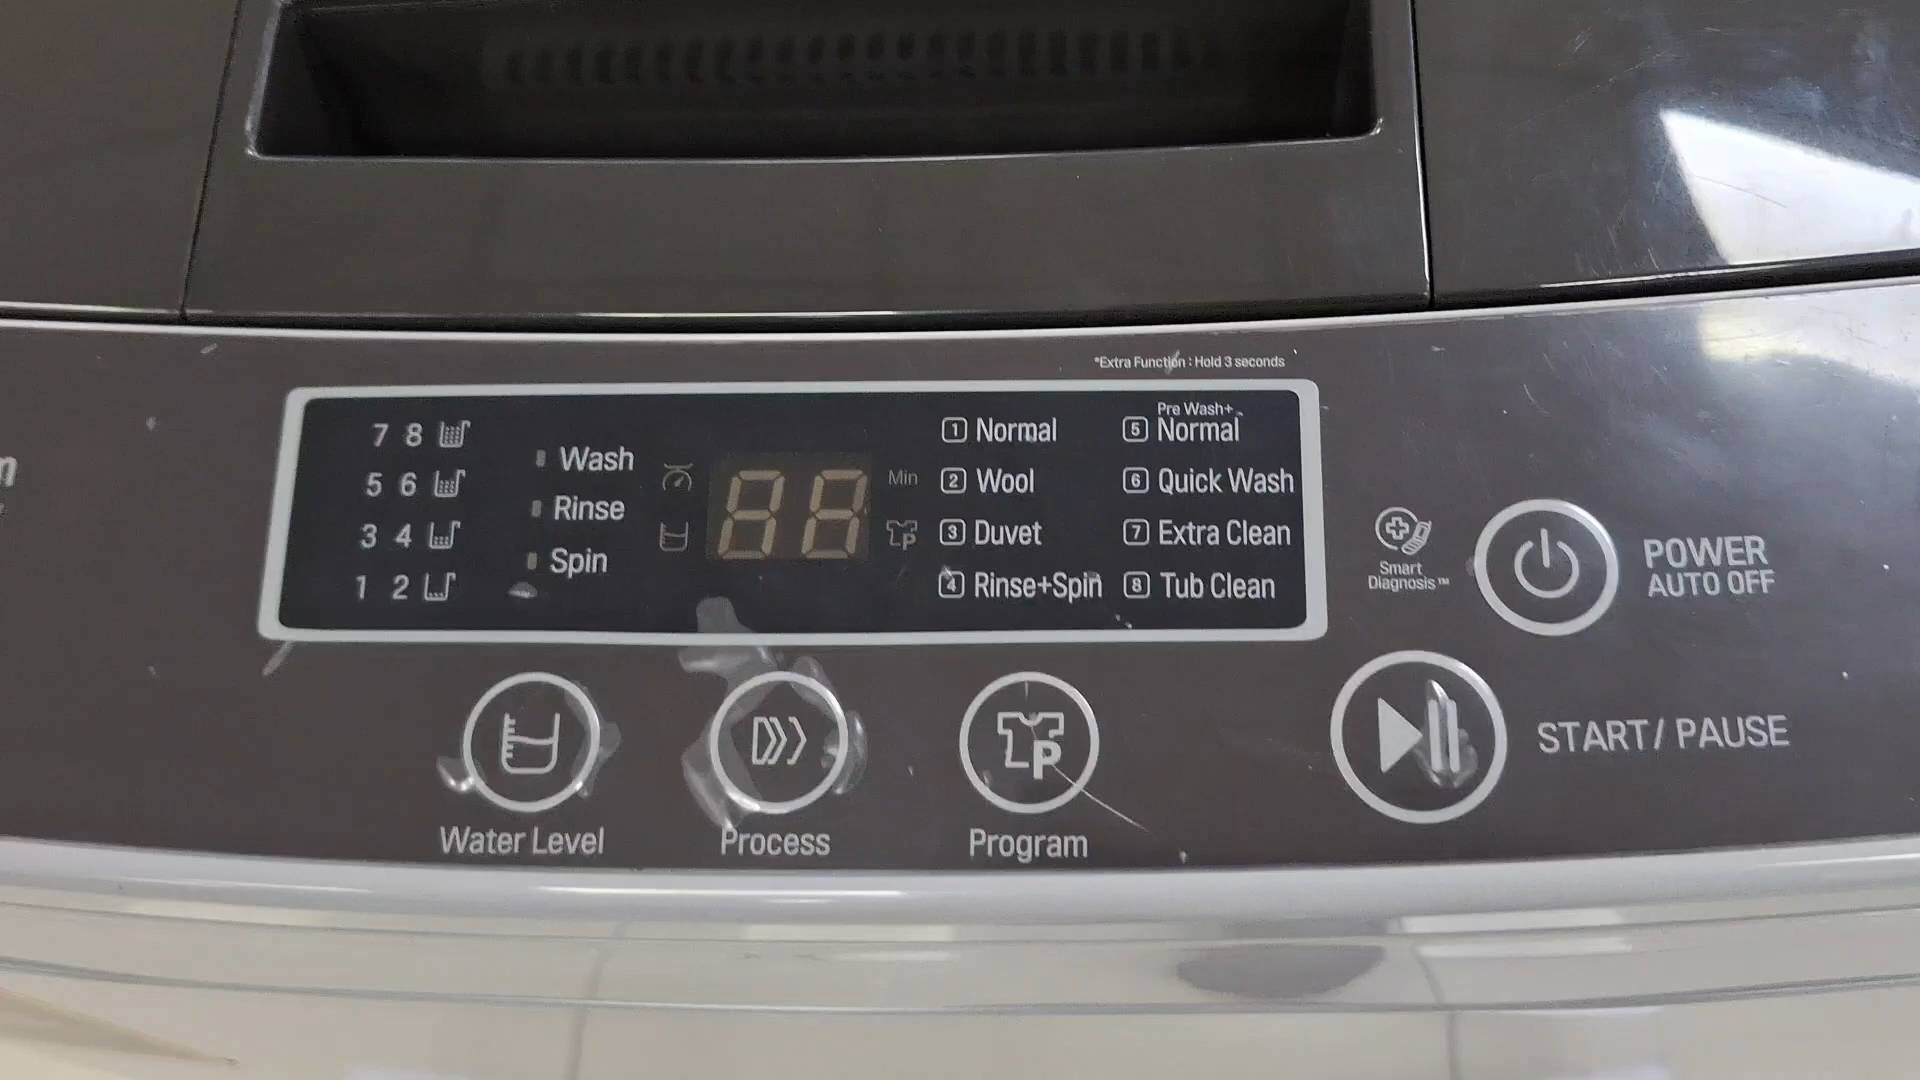 *Extra Function : Hold 3 seconds
7 8
5 6
3 4
1 2
Wash
Rinse
Spin
88
Min
1 Normal
2 Wool
3 Duvet
4 Rinse+Spin
Pre Wash+
5 Normal
6 Quick Wash
7 Extra Clean
8 Tub Clean
Smart
Diagnosis™
POWER
AUTO OFF
START/ PAUSE
P
Water Level
Process
Program